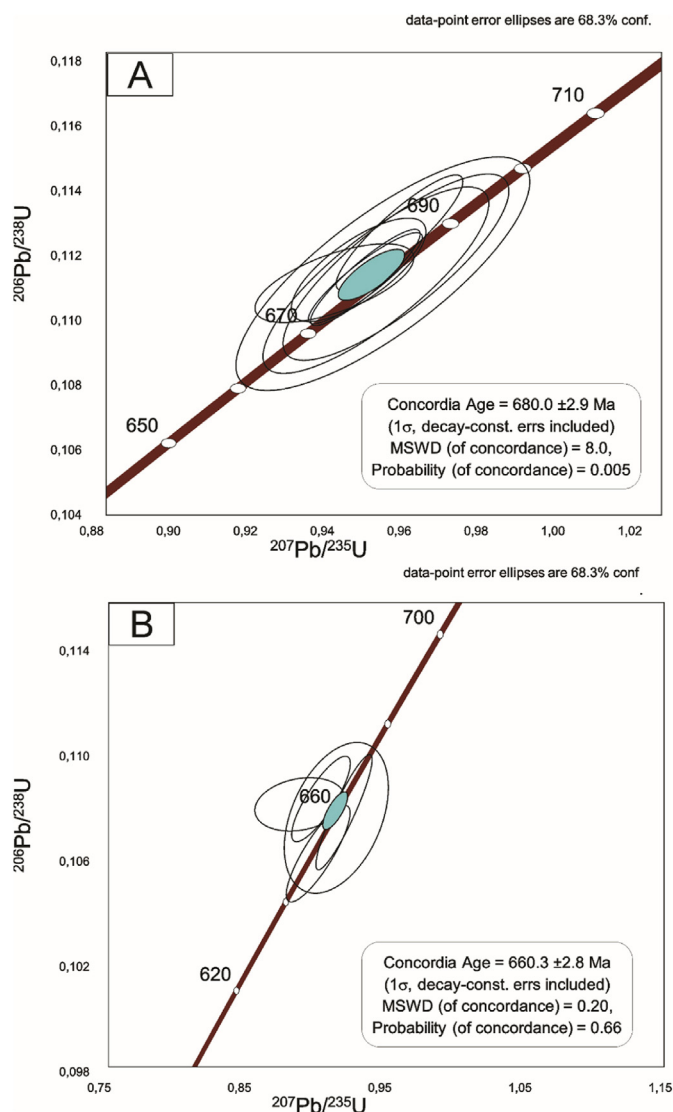 data-point error ellipses are 68.3% conf.
A
0,118
0,116
0,114
0,112
0,110
0,108
0,106
0,104
206Pb/238U
710
690
670
650
Concordia Age = 680.0 ±2.9 Ma
(1σ, decay-const. errs included)
MSWD (of concordance) = 8.0,
Probability (of concordance) = 0.005
0,88 0,90 0,92 0,94 0,96 0,98 1,00 1,02
207Pb/235U
data-point error ellipses are 68.3% conf
.
B
0,114
0,110
0,106
0,102
0,098
206Pb/238U
700
660
620
Concordia Age = 660.3 ±2.8 Ma
(1σ, decay-const. errs included)
MSWD (of concordance) = 0.20,
Probability (of concordance) = 0.66
0,75 0,85 0,95 1,05 1,15
207Pb/235U